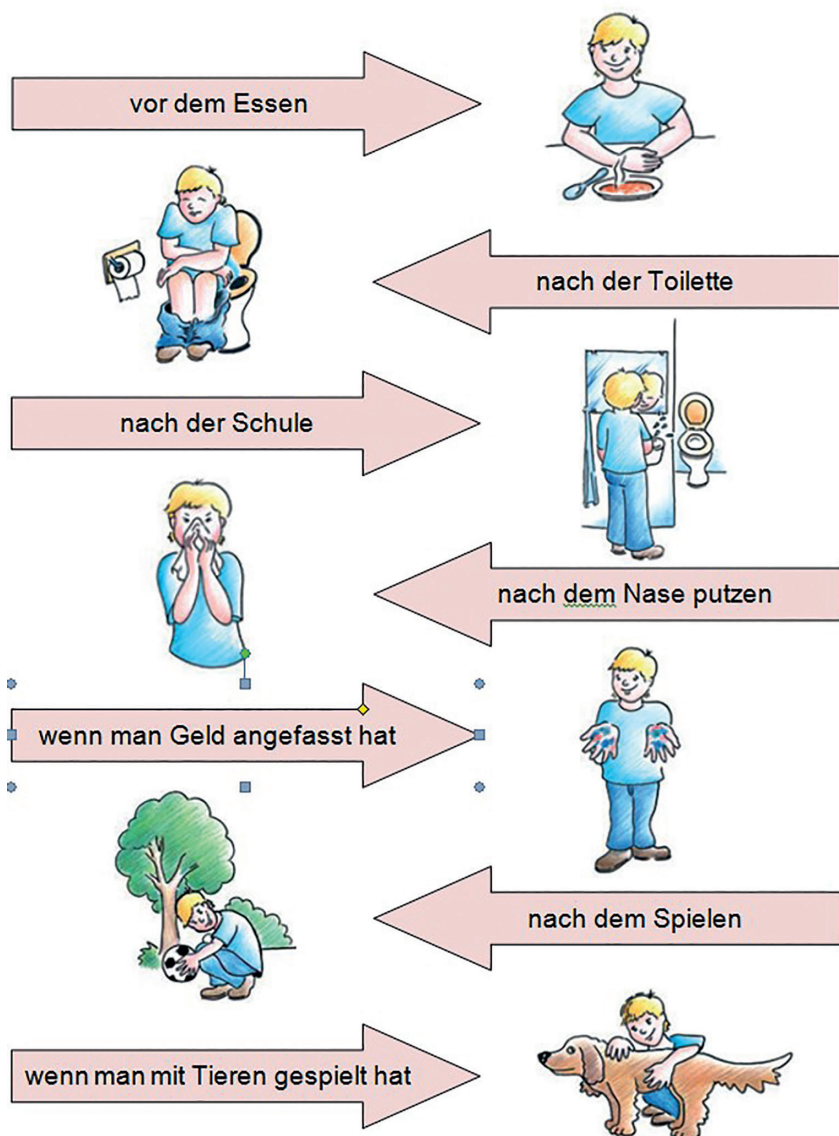 vor dem Essen
nach der Toilette
nach der Schule
nach dem Nase putzen
wenn man Geld angefasst hat
nach dem Spielen
wenn man mit Tieren gespielt hat